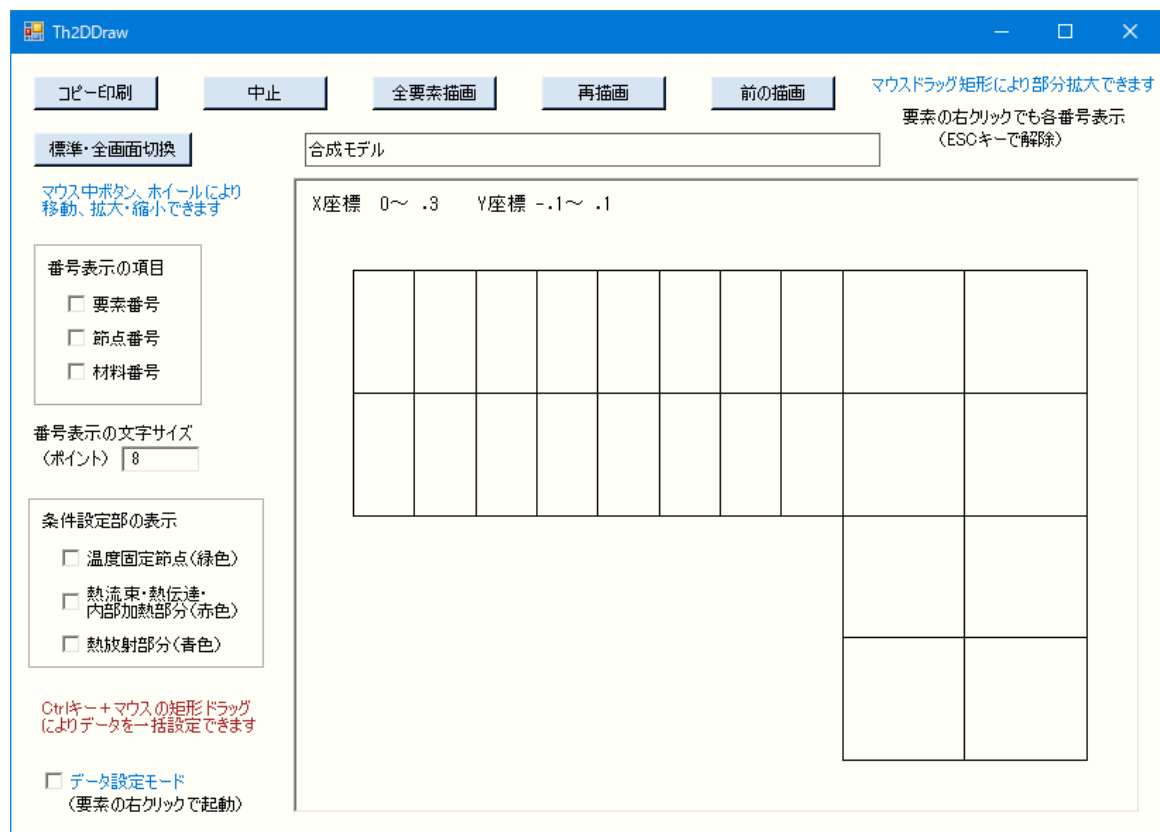 Th2DDraw
コピー印刷
中止
全要素描画
再描画
前の描画
マウスドラッグ矩形により部分拡大できます
要素の右クリックでも各番号表示
（ESCキーで解除）
標準・全画面切換
合成モデル
マウス中ボタン、ホイールにより
移動、拡大・縮小できます
X座標 0～ .3 Y座標 -.1～ .1
番号表示の項目
要素番号
節点番号
材料番号
番号表示の文字サイズ
（ポイント） 8
条件設定部の表示
温度固定節点（緑色）
熱流束・熱伝達・
内部加熱部分（赤色）
熱放射部分（青色）
Ctrlキー＋マウスの矩形ドラッグ
によりデータを一括設定できます
データ設定モード
（要素の右クリックで起動）